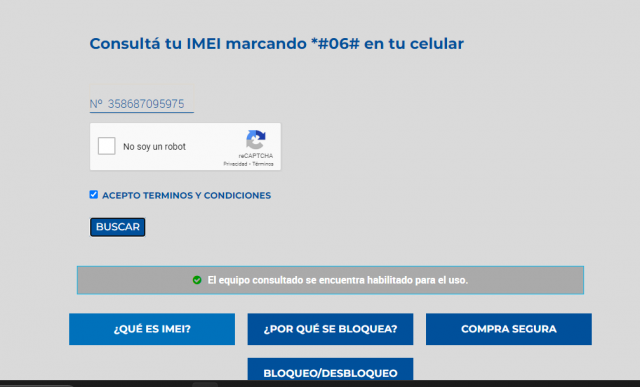 Consultá tu IMEI marcando *#06# en tu celular
Nº 358687095975
No soy un robot
reCAPTCHA
Privacidad • Términos
ACEPTO TERMINOS Y CONDICIONES
BUSCAR
El equipo consultado se encuentra habilitado para el uso.
¿QUÉ ES IMEI?
¿POR QUÉ SE BLOQUEA?
COMPRA SEGURA
BLOQUEO/DESBLOQUEO